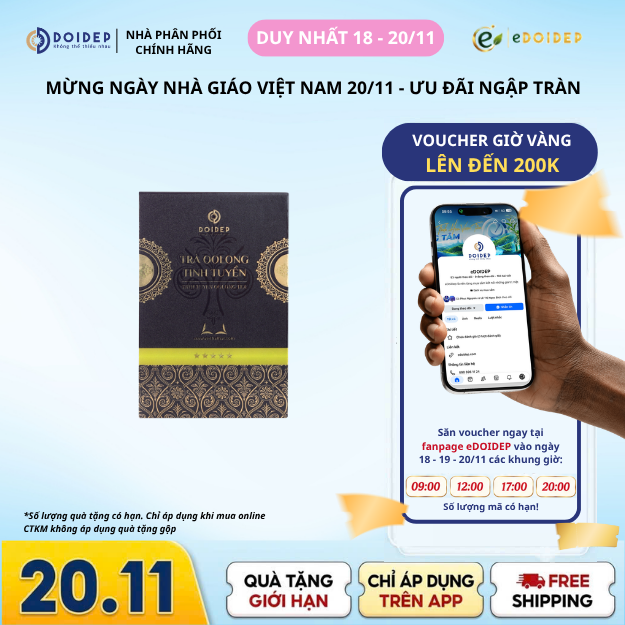 DOIDEP
Không thể thiếu nhau
NHÀ PHÂN PHỐI
CHÍNH HÃNG
DUY NHẤT 18 - 20/11
eDOIDEP
MỪNG NGÀY NHÀ GIÁO VIỆT NAM 20/11 - ƯU ĐÃI NGẬP TRÀN
VOUCHER GIỜ VÀNG
LÊN ĐẾN 200K
DOIDEP
TRÀ OOLONG
TINH TUYỂN
eDOIDEP
Săn voucher ngay tại
fanpage eDOIDEP vào ngày
18 - 19 - 20/11 các khung giờ:
09:00 12:00 17:00 20:00
Số lượng mã có hạn!
*Số lượng quà tặng có hạn. Chỉ áp dụng khi mua online
CTKM không áp dụng quà tặng gộp
20.11
QUÀ TẶNG
GIỚI HẠN
CHỈ ÁP DỤNG
TRÊN APP
FREE
SHIPPING